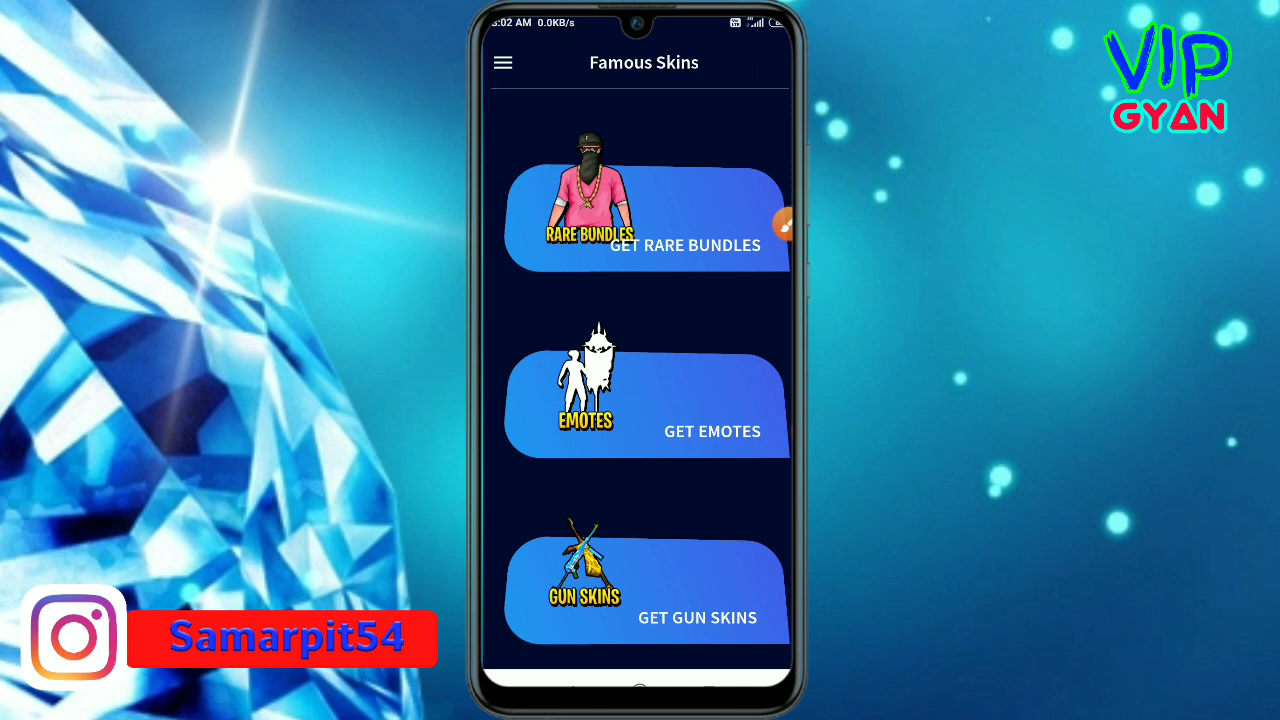 :02 AM 0.0KB/s
Famous Skins
VIP
GYAN
RARE BUNDLES
GET RARE BUNDLES
EMOTES
GET EMOTES
GUN SKINS
GET GUN SKINS
Samarpit54